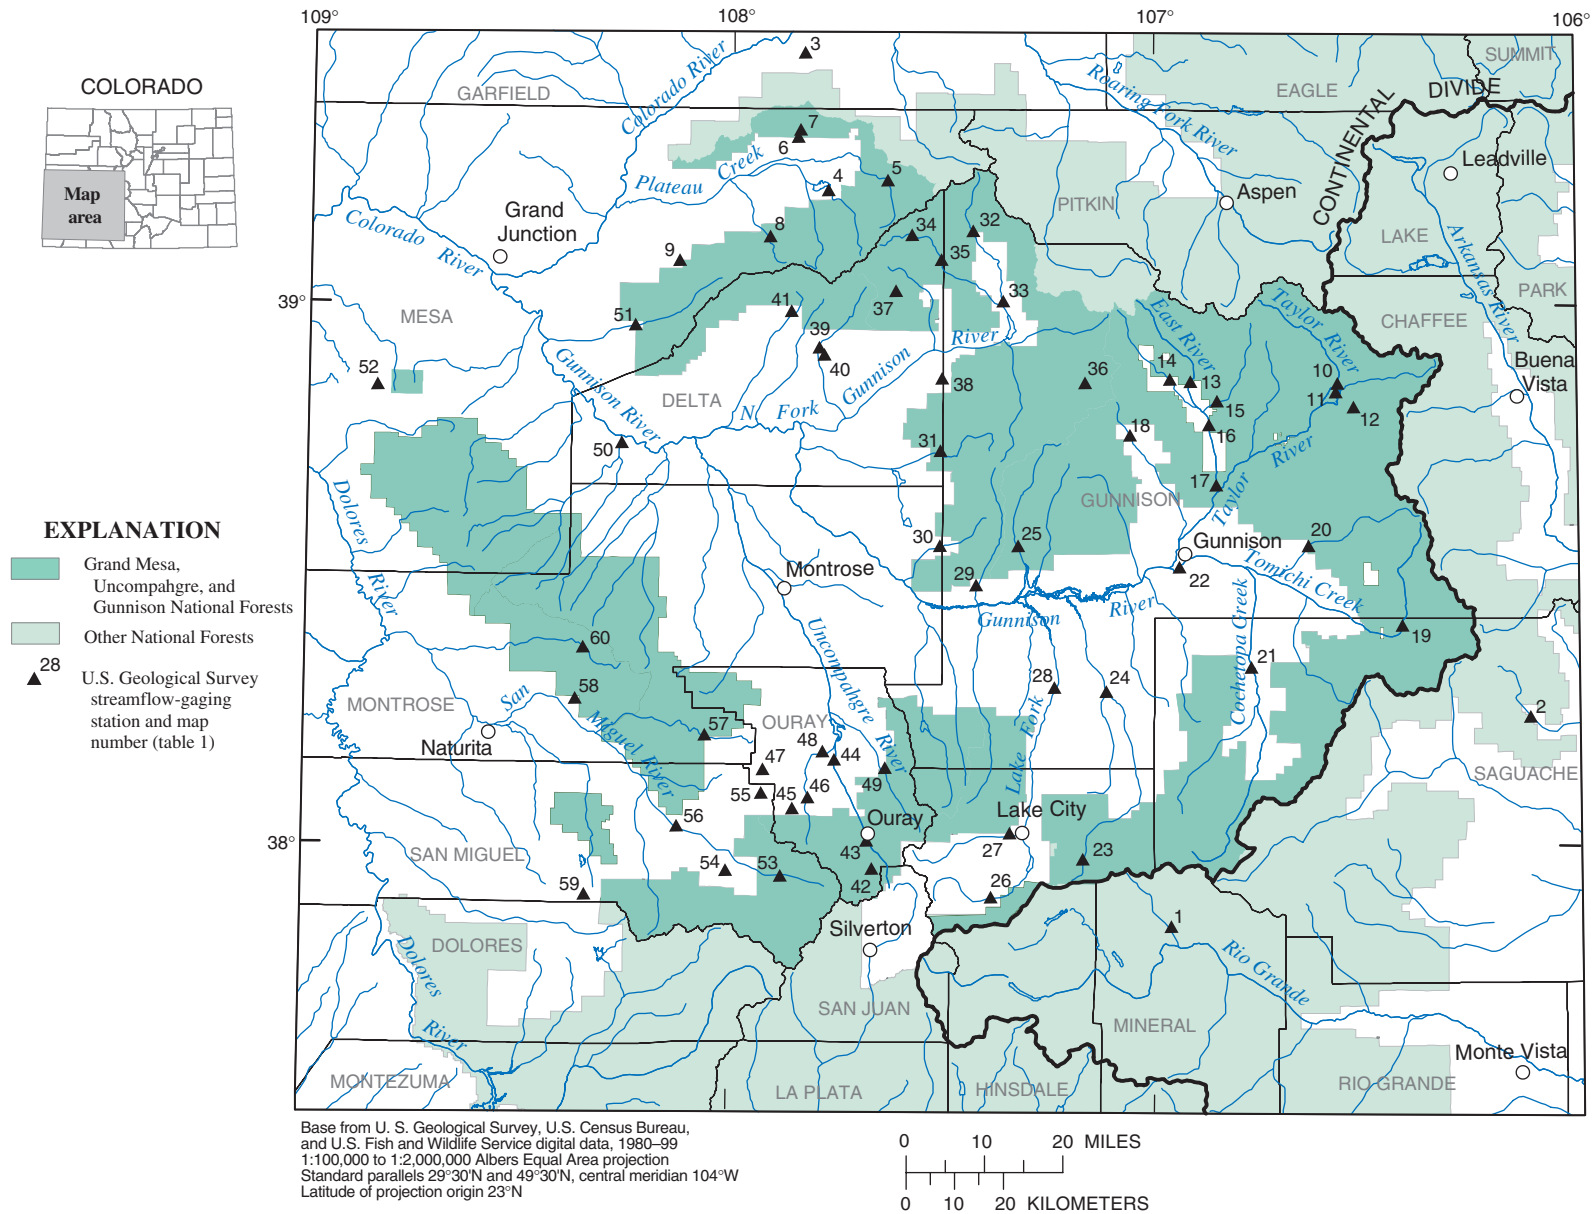 109°
108°
107°
106°
COLORADO
Map
area
EXPLANATION
Grand Mesa,
Uncompahgre, and
Gunnison National Forests
Other National Forests
28
U.S. Geological Survey
streamflow-gaging
station and map
number (table 1)
39°
38°
GARFIELD
EAGLE
SUMMIT
PITKIN
LAKE
PARK
CHAFFEE
MESA
DELTA
GUNNISON
MONTROSE
OURAY
SAGUACHE
SAN MIGUEL
DOLORES
SAN JUAN
MINERAL
HINSDALE
MONTEZUMA
LA PLATA
RIO GRANDE
CONTINENTAL
DIVIDE
Leadville
Aspen
Grand
Junction
Buena
Vista
Gunnison
Montrose
Naturita
Ouray
Lake City
Silverton
Monte Vista
Colorado River
Roaring Fork River
Plateau Creek
Colorado River
Arkansas River
East River
Taylor River
Gunnison River
N. Fork Gunnison River
Taylor River
Tomichi Creek
Cochetopa Creek
Gunnison River
Dolores River
San Miguel River
Uncompahgre River
Lake Fork
Dolores River
Rio Grande
3
7
6
4
5
8
9
34
32
35
33
37
41
39
40
51
52
50
38
36
31
30
29
25
14
13
15
16
18
17
10
11
12
20
22
19
21
2
28
24
60
58
57
47
48
44
49
55
45
46
56
54
53
43
42
59
27
26
23
1
Base from U. S. Geological Survey, U.S. Census Bureau,
and U.S. Fish and Wildlife Service digital data, 1980–99
1:100,000 to 1:2,000,000 Albers Equal Area projection
Standard parallels 29°30'N and 49°30'N, central meridian 104°W
Latitude of projection origin 23°N
0 10 20 MILES
0 10 20 KILOMETERS